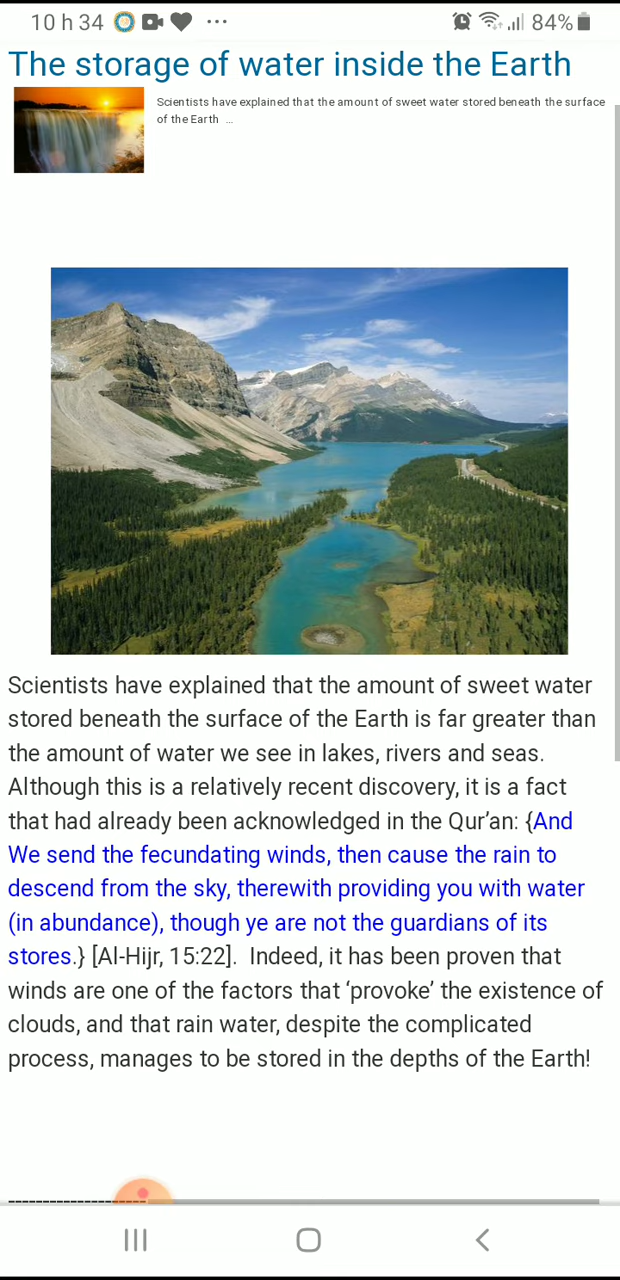 10 h 34 ... 84%
The storage of water inside the Earth
Scientists have explained that the amount of sweet water stored beneath the surface
of the Earth ...
Scientists have explained that the amount of sweet water
stored beneath the surface of the Earth is far greater than
the amount of water we see in lakes, rivers and seas.
Although this is a relatively recent discovery, it is a fact
that had already been acknowledged in the Qur’an: {And
We send the fecundating winds, then cause the rain to
descend from the sky, therewith providing you with water
(in abundance), though ye are not the guardians of its
stores.} [Al-Hijr, 15:22].  Indeed, it has been proven that
winds are one of the factors that ‘provoke’ the existence of
clouds, and that rain water, despite the complicated
process, manages to be stored in the depths of the Earth!
--------------------